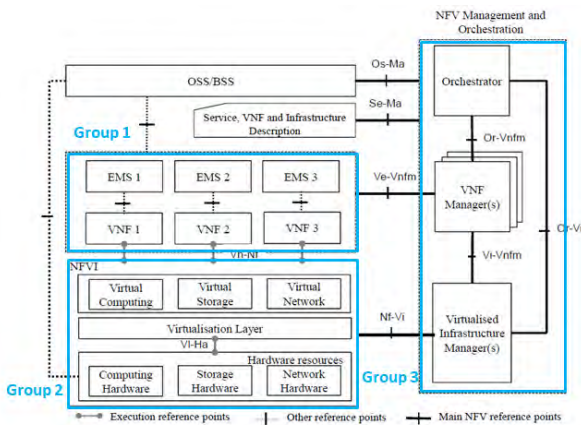 NFV Management and
Orchestration
Os-Ma
OSS/BSS
Orchestrator
Se-Ma
Group 1
Service, VNF and Infrastructure
Description
Or-Vnfm
EMS 1
EMS 2
EMS 3
Ve-Vnfm
VNF
Manager(s)
VNF 1
VNF 2
VNF 3
Or-Vi
Vn-Nf
NFVI
Vi-Vnfm
Virtual
Computing
Virtual
Storage
Virtual
Network
Nf-Vi
Virtualisation Layer
Virtualised
Infrastructure
Manager(s)
Vl-Ha
Hardware resources
Group 2
Group 3
Computing
Hardware
Storage
Hardware
Network
Hardware
Execution reference points
Other reference points
Main NFV reference points